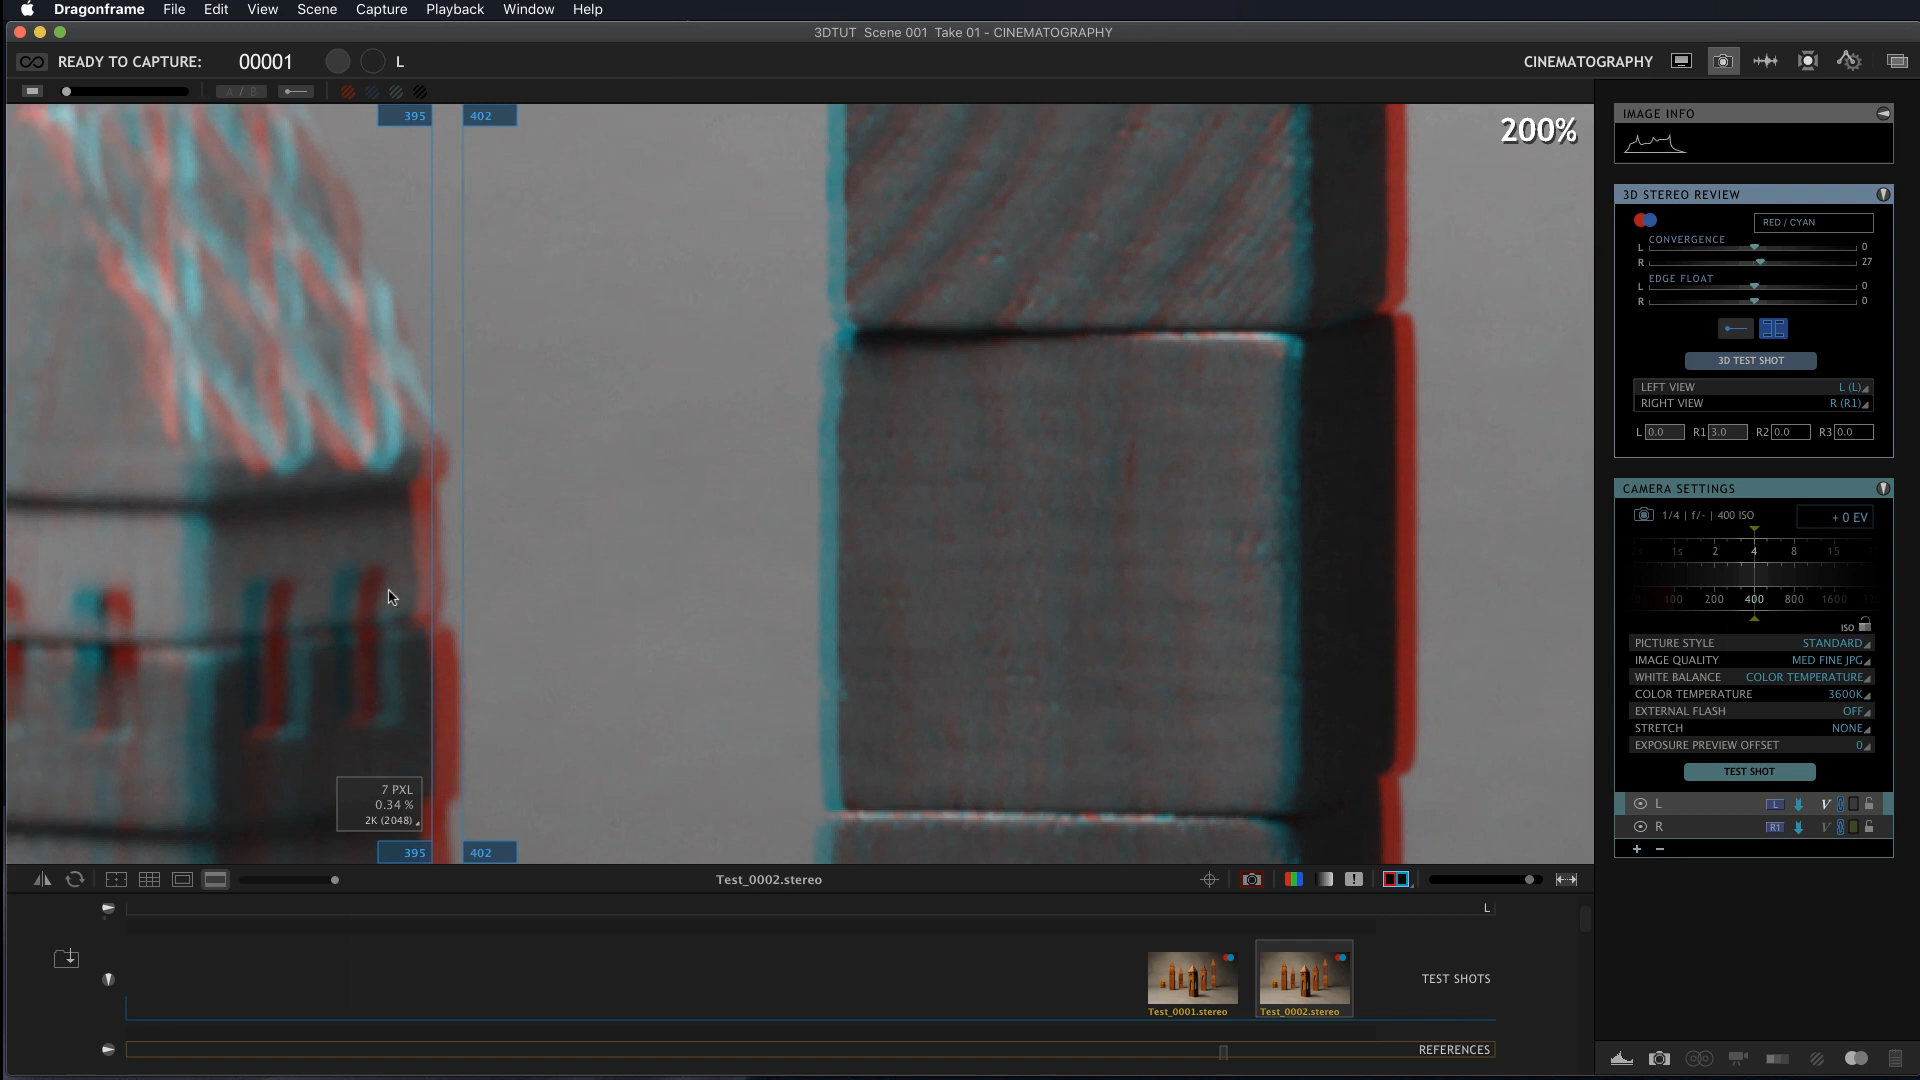 Dragonframe File Edit View Scene Capture Playback Window Help
3DTUT Scene 001 Take 01 - CINEMATOGRAPHY
READY TO CAPTURE: 00001 L CINEMATOGRAPHY
A / B
395 402
200%
IMAGE INFO
3D STEREO REVIEW
RED / CYAN
CONVERGENCE
L 0
R 27
EDGE FLOAT
L 0
R 0
3D TEST SHOT
LEFT VIEW L (L)
RIGHT VIEW R (R1)
L 0.0 R1 3.0 R2 0.0 R3 0.0
CAMERA SETTINGS
1/4 | f/- | 400 ISO + 0 EV
1s 2 4 8 15
100 200 400 800 1600
ISO
PICTURE STYLE STANDARD
IMAGE QUALITY MED FINE JPG
WHITE BALANCE COLOR TEMPERATURE
COLOR TEMPERATURE 3600K
EXTERNAL FLASH OFF
STRETCH NONE
EXPOSURE PREVIEW OFFSET 0
TEST SHOT
L L V
R R1 V
+ −
7 PXL
0.34 %
2K (2048)
395 402
Test_0002.stereo
L
TEST SHOTS
Test_0001.stereo Test_0002.stereo
REFERENCES